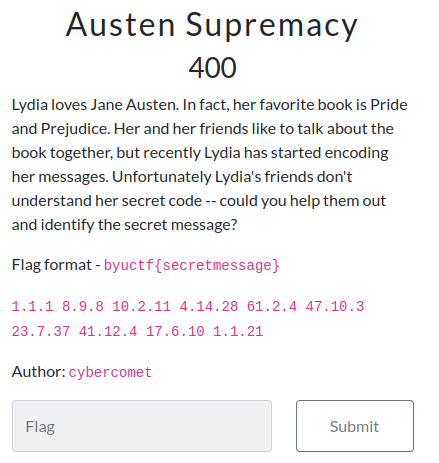 Austen Supremacy
400
Lydia loves Jane Austen. In fact, her favorite book is Pride
and Prejudice. Her and her friends like to talk about the
book together, but recently Lydia has started encoding
her messages. Unfortunately Lydia's friends don't
understand her secret code -- could you help them out
and identify the secret message?
Flag format - byuctf{secretmessage}
1.1.1 8.9.8 10.2.11 4.14.28 61.2.4 47.10.3
23.7.37 41.12.4 17.6.10 1.1.21
Author: cybercomet
Flag
Submit